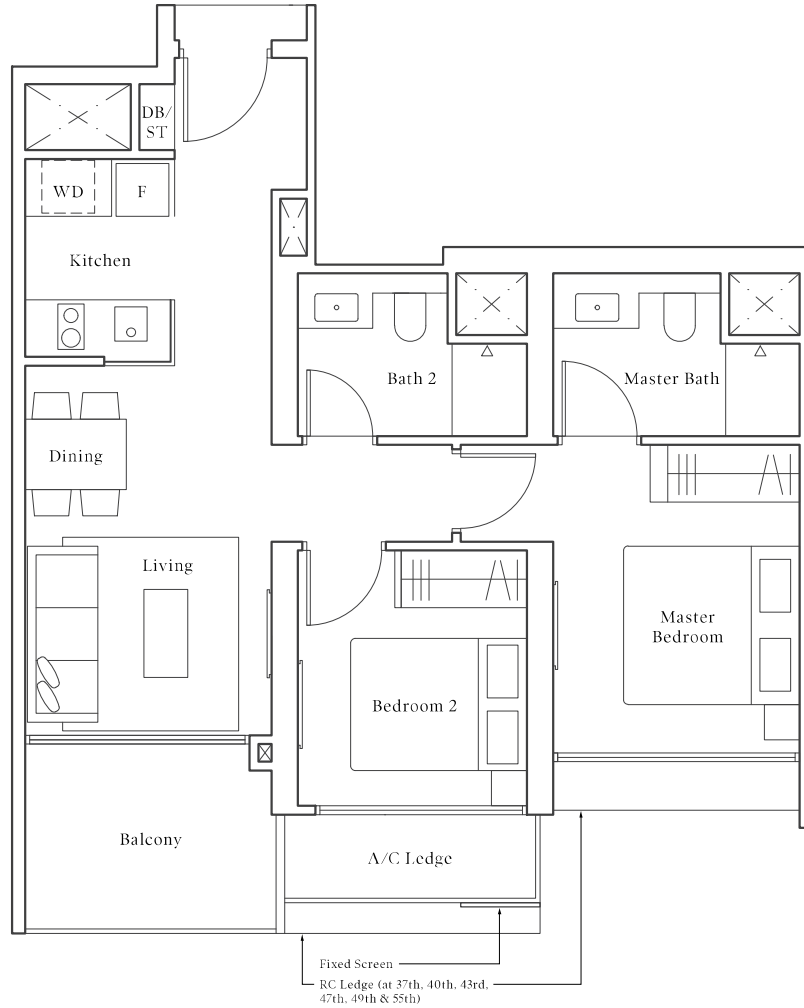 DB/
ST
WD
F
Kitchen
Bath 2
Master Bath
Dining
Living
Master
Bedroom
Bedroom 2
Balcony
A/C Ledge
Fixed Screen
RC Ledge (at 37th, 40th, 43rd,
47th, 49th & 55th)